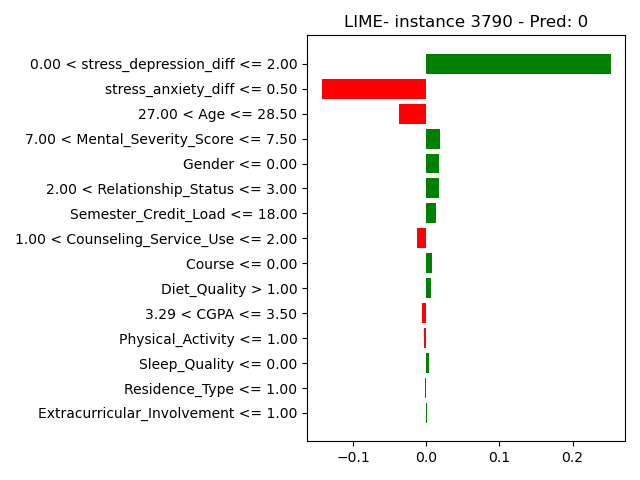 LIME- instance 3790 - Pred: 0
0.00 < stress_depression_diff <= 2.00
stress_anxiety_diff <= 0.50
27.00 < Age <= 28.50
7.00 < Mental_Severity_Score <= 7.50
Gender <= 0.00
2.00 < Relationship_Status <= 3.00
Semester_Credit_Load <= 18.00
1.00 < Counseling_Service_Use <= 2.00
Course <= 0.00
Diet_Quality > 1.00
3.29 < CGPA <= 3.50
Physical_Activity <= 1.00
Sleep_Quality <= 0.00
Residence_Type <= 1.00
Extracurricular_Involvement <= 1.00
−0.1 0.0 0.1 0.2